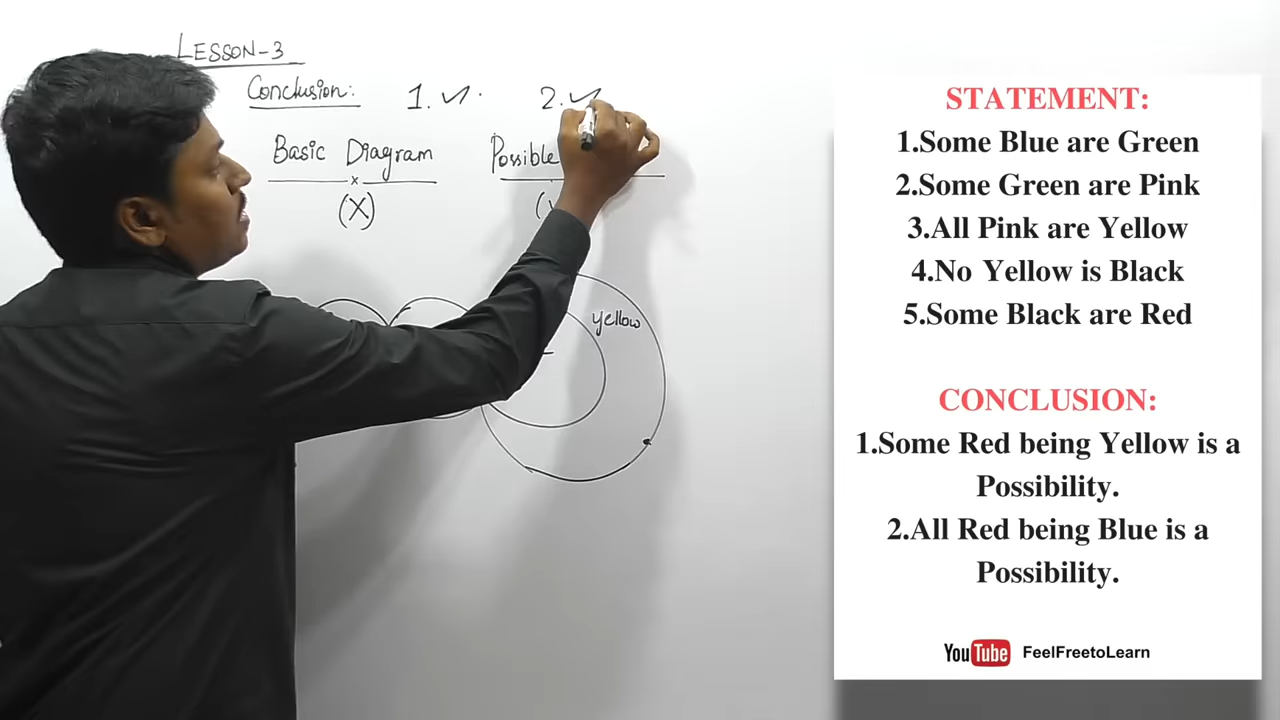 LESSON-3
Conclusion: 1. ✓. 2. ✓
Basic Diagram Possible
(X) (
yellow
STATEMENT:
1.Some Blue are Green
2.Some Green are Pink
3.All Pink are Yellow
4.No Yellow is Black
5.Some Black are Red
CONCLUSION:
1.Some Red being Yellow is a
Possibility.
2.All Red being Blue is a
Possibility.
YouTube FeelFreetoLearn